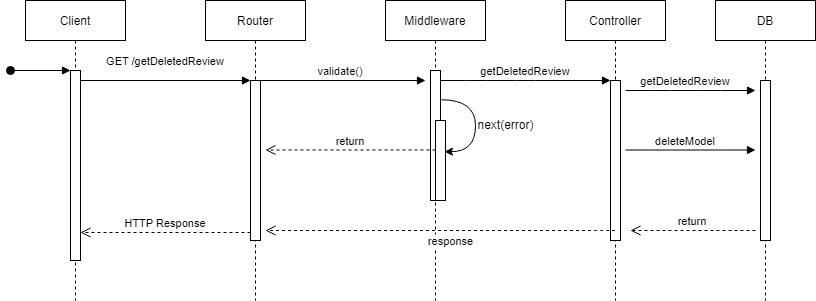 Client
Router
Middleware
Controller
DB
GET /getDeletedReview
validate()
getDeletedReview
getDeletedReview
next(error)
return
deleteModel
HTTP Response
response
return